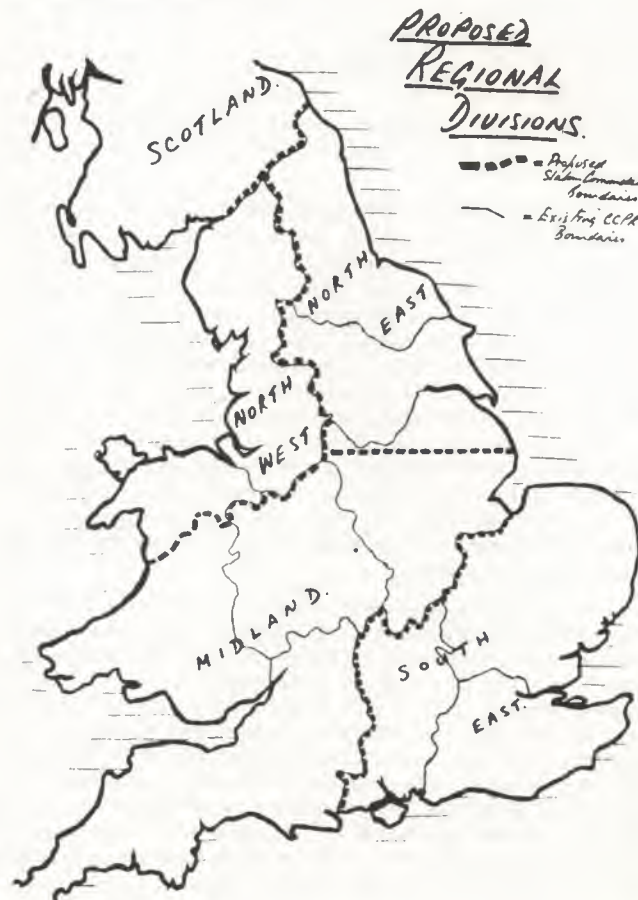 PROPOSED
REGIONAL
DIVISIONS.
= Proposed
Boundaries
= Existing CCPR
Boundaries
SCOTLAND.
NORTH EAST
NORTH
WEST
MIDLAND.
SOUTH
EAST.